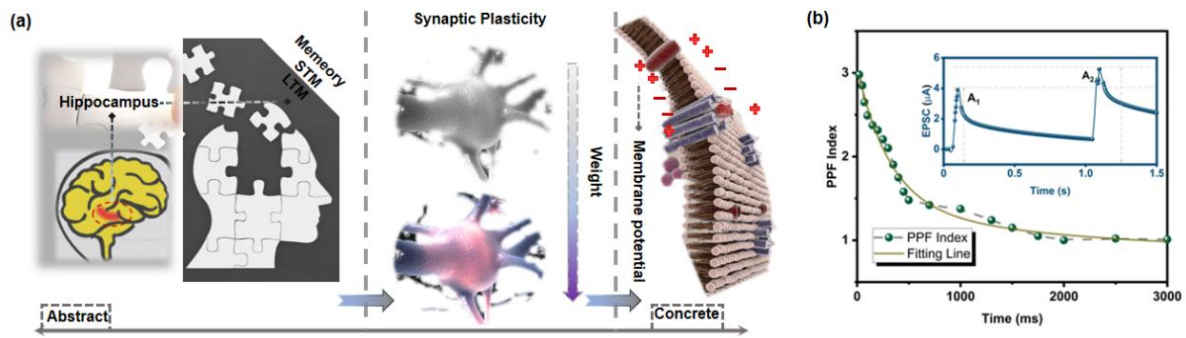 (a)
Synaptic Plasticity
Memeory
STM
LTM
Hippocampus
=
Weight
Membrane potential
Abstract
Concrete
(b)
PPF Index
3
2
1
0
1000
2000
3000
Time (ms)
PPF Index
Fitting Line
EPSC (μA)
6
4
2
0
0.0
0.5
1.0
1.5
Time (s)
A1
A2